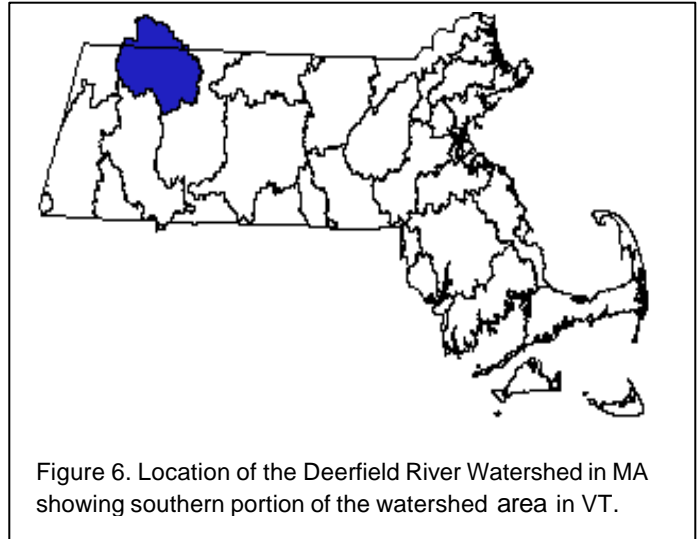 Figure 6. Location of the Deerfield River Watershed in MA
showing southern portion of the watershed area in VT.